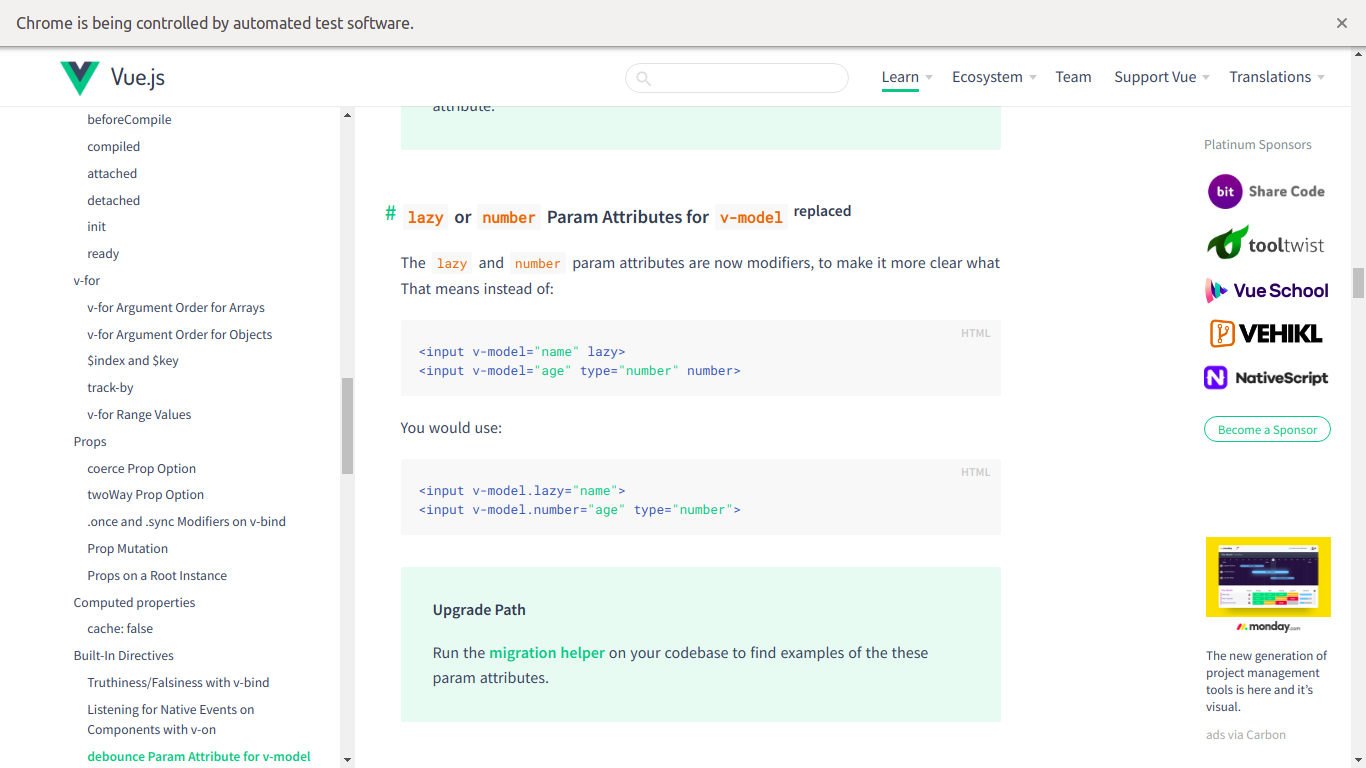 Chrome is being controlled by automated test software.
Vue.js
Learn
Ecosystem
Team
Support Vue
Translations
beforeCompile
compiled
attached
detached
init
ready
v-for
v-for Argument Order for Arrays
v-for Argument Order for Objects
$index and $key
track-by
v-for Range Values
Props
coerce Prop Option
twoWay Prop Option
.once and .sync Modifiers on v-bind
Prop Mutation
Props on a Root Instance
Computed properties
cache: false
Built-In Directives
Truthiness/Falsiness with v-bind
Listening for Native Events on
Components with v-on
debounce Param Attribute for v-model
attribute.
# lazy or number Param Attributes for v-model replaced
The lazy and number param attributes are now modifiers, to make it more clear what
That means instead of:
HTML
<input v-model="name" lazy>
<input v-model="age" type="number" number>
You would use:
HTML
<input v-model.lazy="name">
<input v-model.number="age" type="number">
Upgrade Path
Run the migration helper on your codebase to find examples of the these
param attributes.
Platinum Sponsors
bit Share Code
tooltwist
Vue School
VEHIKL
NativeScript
Become a Sponsor
monday.com
The new generation of
project management
tools is here and it's
visual.
ads via Carbon